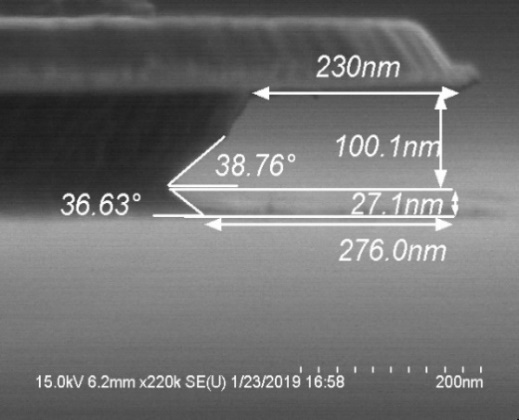 230nm
100.1nm
38.76°
36.63°
27.1nm
276.0nm
15.0kV 6.2mm x220k SE(U) 1/23/2019 16:58
200nm